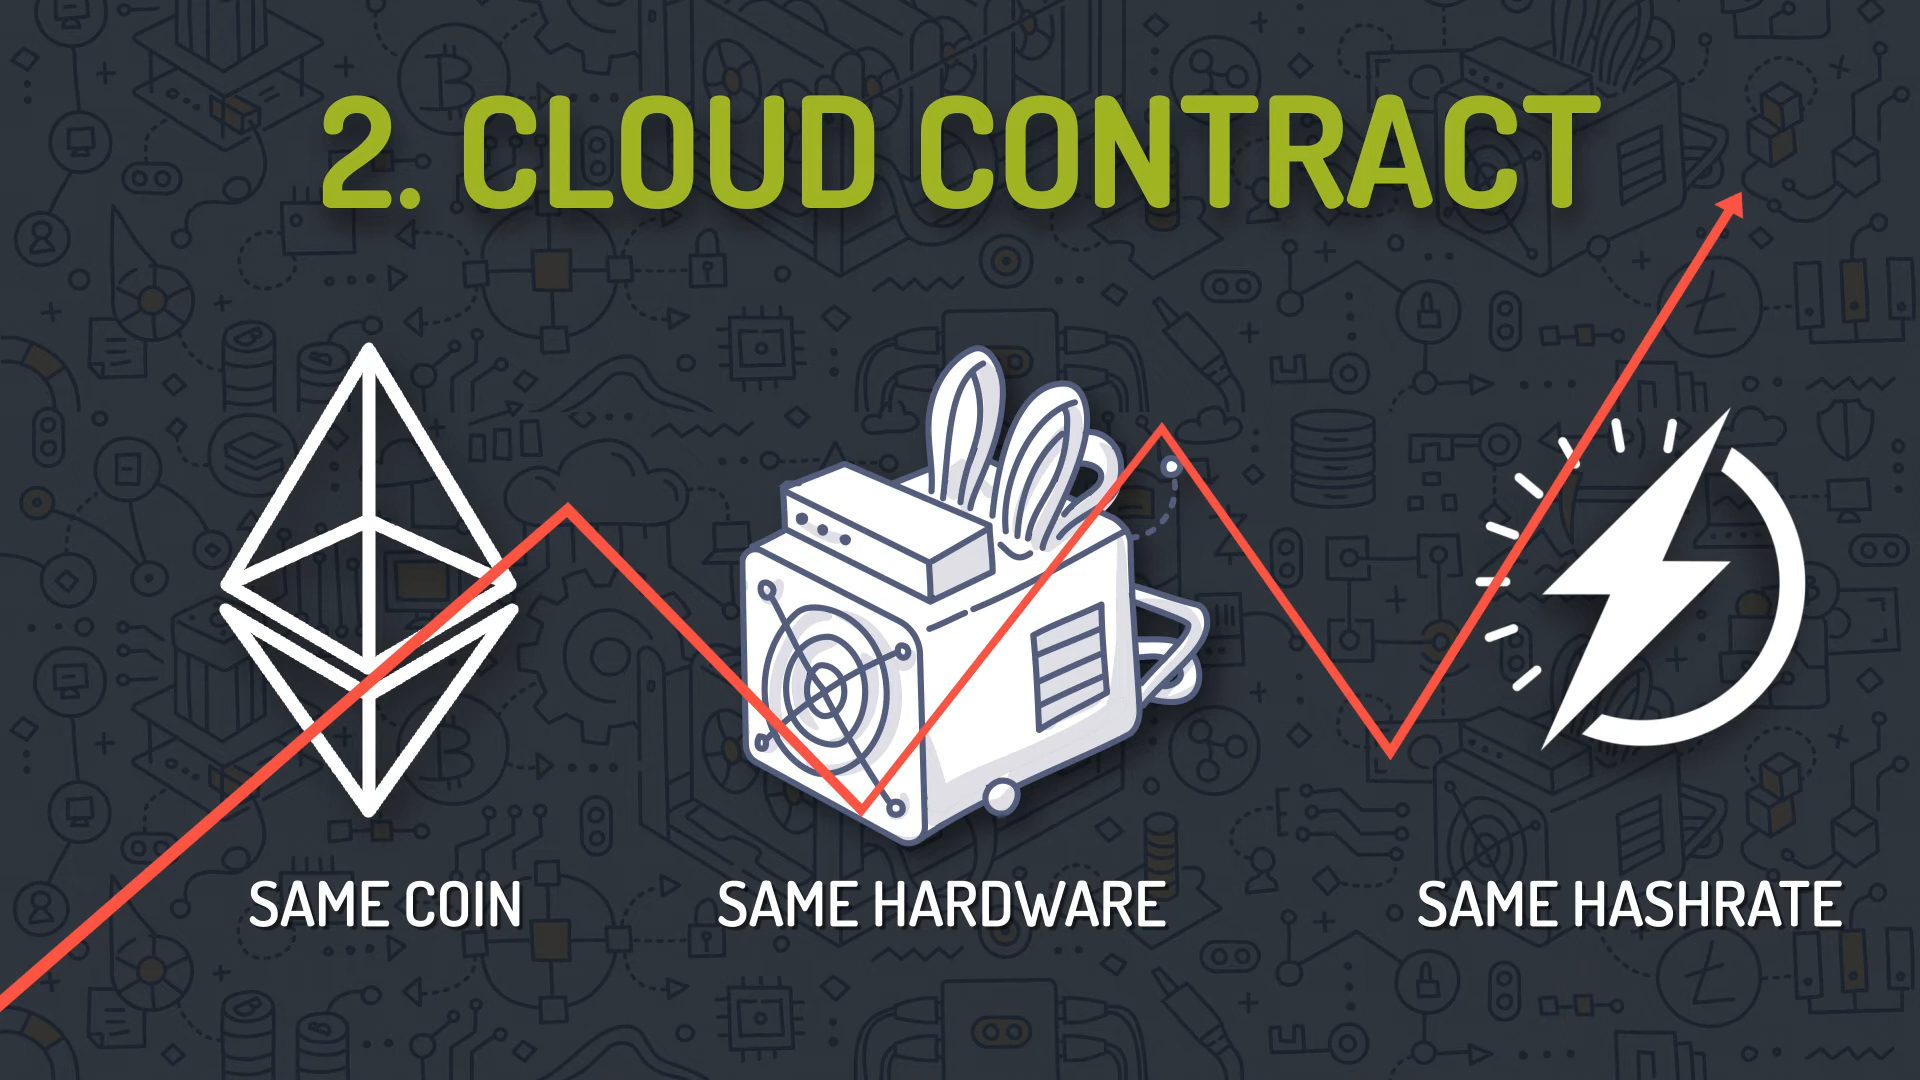 2. CLOUD CONTRACT
SAME COIN
SAME HARDWARE
SAME HASHRATE